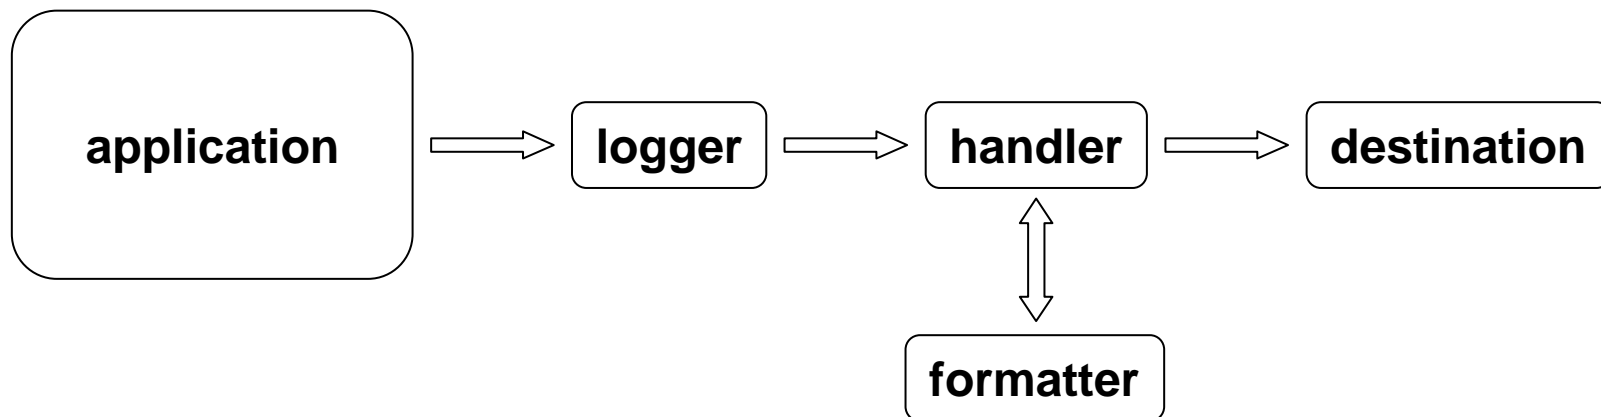 application
logger
handler
destination
formatter